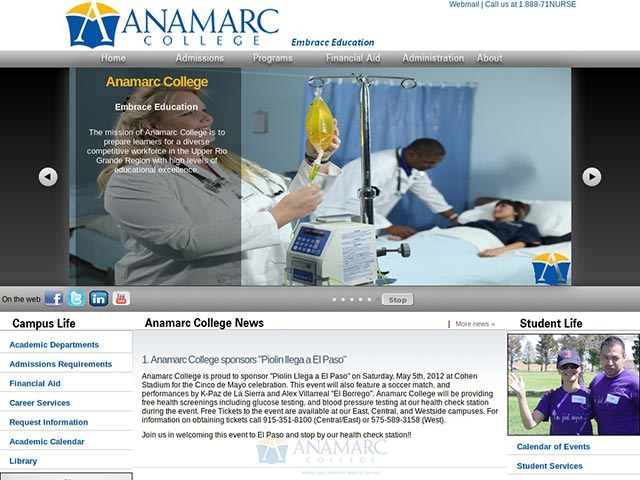 Webmail | Call us at 1.888-71NURSE
ANAMARC
COLLEGE
Embrace Education
Home Admissions Programs Financial Aid Administration About
Anamarc College
Embrace Education
The mission of Anamarc College is to
prepare learners for a diverse
competitive workforce in the Upper Rio
Grande Region with high levels of
educational excellence.
ANAMARC
On the web
Stop
Campus Life
Academic Departments
Admissions Requirements
Financial Aid
Career Services
Request Information
Academic Calendar
Library
Anamarc College News
| More news »
1. Anamarc College sponsors "Piolin llega a El Paso"
Anamarc College is proud to sponsor "Piolin Llega a El Paso" on Saturday, May 5th, 2012 at Cohen
Stadium for the Cinco de Mayo celebration. This event will also feature a soccer match, and
performances by K-Paz de La Sierra and Alex Villarreal "El Borrego". Anamarc College will be providing
free health screenings including glucose testing, and blood pressure testing at our health check station
during the event. Free Tickets to the event are available at our East, Central, and Westside campuses. For
information on obtaining tickets call 915-351-8100 (Central/East) or 575-589-3158 (West).
Join us in welcoming this event to El Paso and stop by our health check station!!
ANAMARC
COLLEGE
Student Life
Calendar of Events
Student Services